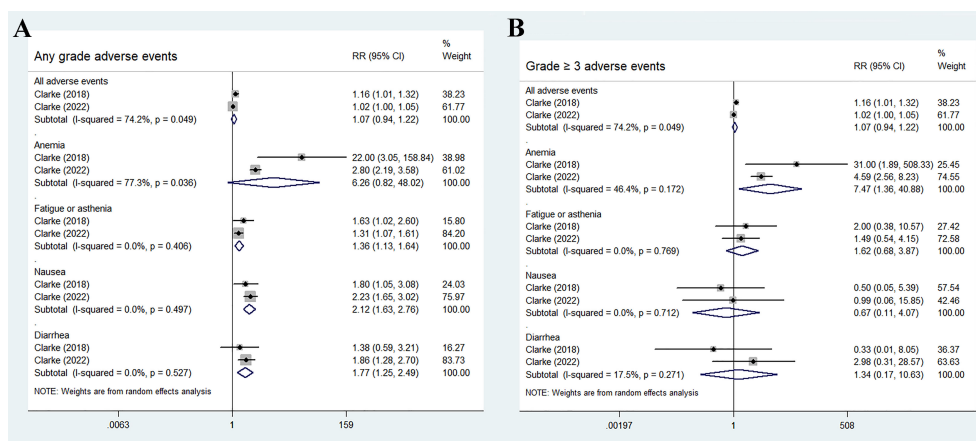 A
Any grade adverse events
RR (95% CI)
%
Weight
All adverse events
Clarke (2018) 1.16 (1.01, 1.32) 38.23
Clarke (2022) 1.02 (1.00, 1.05) 61.77
Subtotal (I-squared = 74.2%, p = 0.049) 1.07 (0.94, 1.22) 100.00
.
Anemia
Clarke (2018) 22.00 (3.05, 158.84) 38.98
Clarke (2022) 2.80 (2.19, 3.58) 61.02
Subtotal (I-squared = 77.3%, p = 0.036) 6.26 (0.82, 48.02) 100.00
.
Fatigue or asthenia
Clarke (2018) 1.63 (1.02, 2.60) 15.80
Clarke (2022) 1.31 (1.07, 1.61) 84.20
Subtotal (I-squared = 0.0%, p = 0.406) 1.36 (1.13, 1.64) 100.00
.
Nausea
Clarke (2018) 1.80 (1.05, 3.08) 24.03
Clarke (2022) 2.23 (1.65, 3.02) 75.97
Subtotal (I-squared = 0.0%, p = 0.497) 2.12 (1.63, 2.76) 100.00
.
Diarrhea
Clarke (2018) 1.38 (0.59, 3.21) 16.27
Clarke (2022) 1.86 (1.28, 2.70) 83.73
Subtotal (I-squared = 0.0%, p = 0.527) 1.77 (1.25, 2.49) 100.00
NOTE: Weights are from random effects analysis
.0063 1 159
B
Grade ≥ 3 adverse events
RR (95% CI)
%
Weight
All adverse events
Clarke (2018) 1.16 (1.01, 1.32) 38.23
Clarke (2022) 1.02 (1.00, 1.05) 61.77
Subtotal (I-squared = 74.2%, p = 0.049) 1.07 (0.94, 1.22) 100.00
.
Anemia
Clarke (2018) 31.00 (1.89, 508.33) 25.45
Clarke (2022) 4.59 (2.56, 8.23) 74.55
Subtotal (I-squared = 46.4%, p = 0.172) 7.47 (1.36, 40.88) 100.00
.
Fatigue or asthenia
Clarke (2018) 2.00 (0.38, 10.57) 27.42
Clarke (2022) 1.49 (0.54, 4.15) 72.58
Subtotal (I-squared = 0.0%, p = 0.769) 1.62 (0.68, 3.87) 100.00
.
Nausea
Clarke (2018) 0.50 (0.05, 5.39) 57.54
Clarke (2022) 0.99 (0.06, 15.85) 42.46
Subtotal (I-squared = 0.0%, p = 0.712) 0.67 (0.11, 4.07) 100.00
.
Diarrhea
Clarke (2018) 0.33 (0.01, 8.05) 36.37
Clarke (2022) 2.98 (0.31, 28.57) 63.63
Subtotal (I-squared = 17.5%, p = 0.271) 1.34 (0.17, 10.63) 100.00
NOTE: Weights are from random effects analysis
.00197 1 508